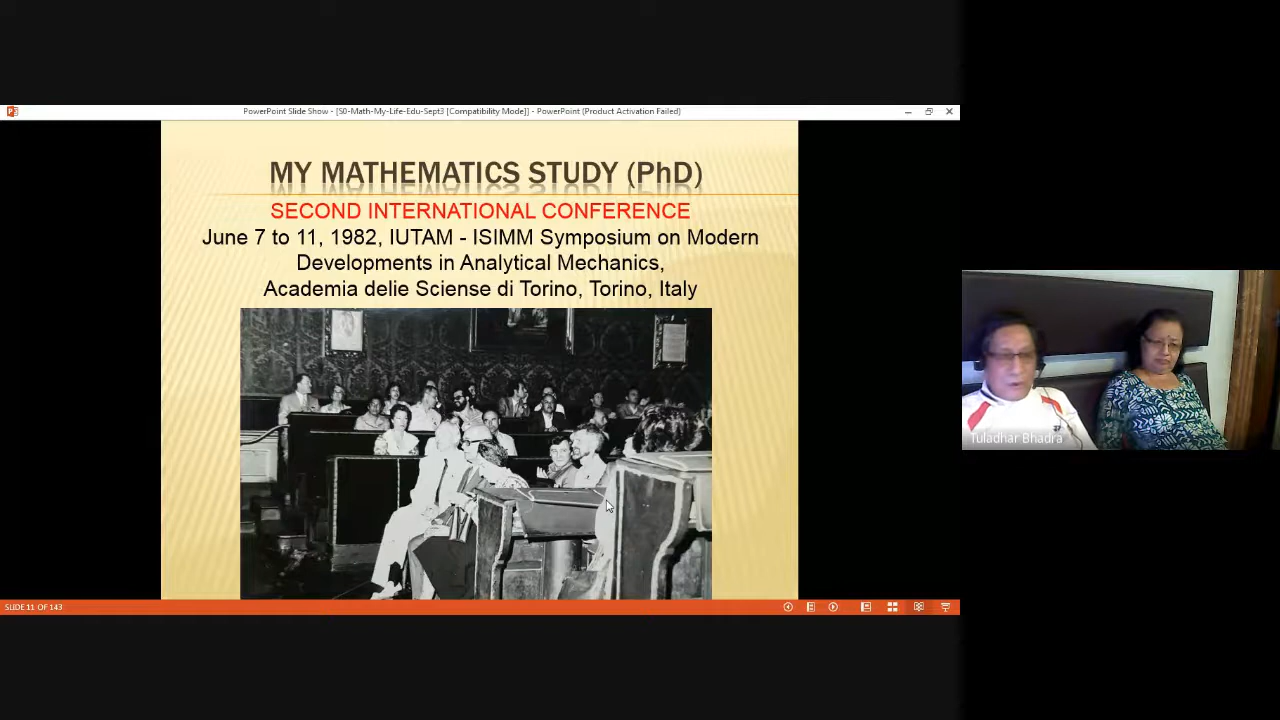 PowerPoint Slide Show - [S0-Math-My-Life-Edu-Sept3 [Compatibility Mode]] - PowerPoint (Product Activation Failed)
MY MATHEMATICS STUDY (PhD)
SECOND INTERNATIONAL CONFERENCE
June 7 to 11, 1982, IUTAM - ISIMM Symposium on Modern
Developments in Analytical Mechanics,
Academia delie Sciense di Torino, Torino, Italy
Tuladhar Bhadra
SLIDE 11 OF 143